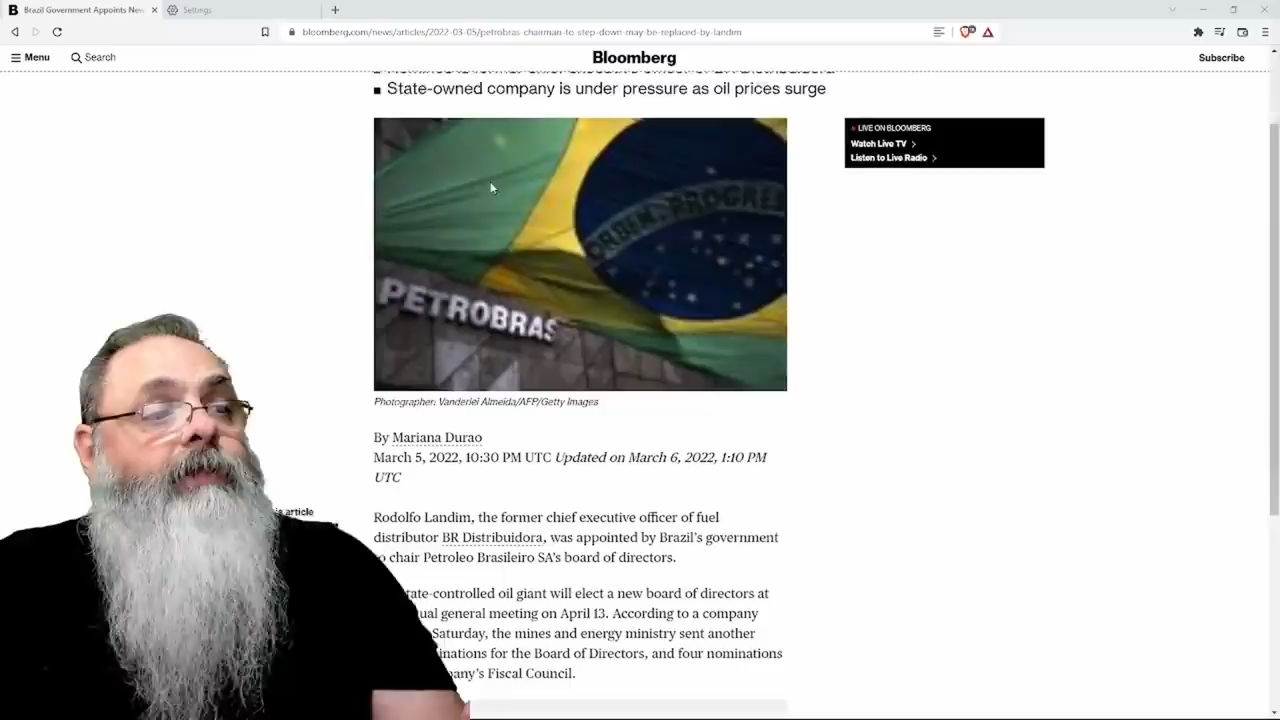 Brazil Government Appoints New
Settings
bloomberg.com/news/articles/2022-03-05/petrobras-chairman-to-step-down-may-be-replaced-by-landim
Menu
Search
Bloomberg
Subscribe
State-owned company is under pressure as oil prices surge
LIVE ON BLOOMBERG
Watch Live TV
Listen to Live Radio
ORDEM E PROGRE
PETROBRAS
Photographer: Vanderlei Almeida/AFP/Getty Images
By Mariana Durao
March 5, 2022, 10:30 PM UTC Updated on March 6, 2022, 1:10 PM
UTC
article
Rodolfo Landim, the former chief executive officer of fuel
distributor BR Distribuidora, was appointed by Brazil's government
o chair Petroleo Brasileiro SA's board of directors.
tate-controlled oil giant will elect a new board of directors at
ual general meeting on April 13. According to a company
Saturday, the mines and energy ministry sent another
inations for the Board of Directors, and four nominations
pany's Fiscal Council.